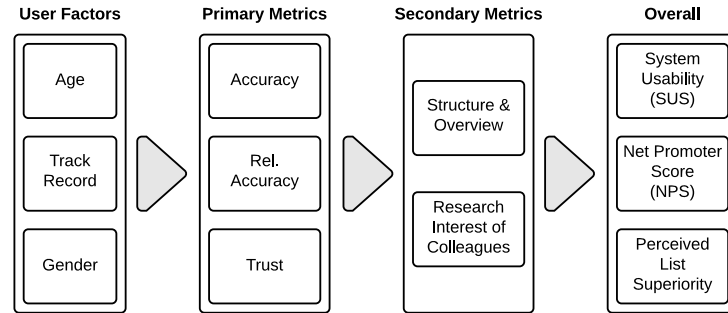 User Factors
Primary Metrics
Secondary Metrics
Overall
Age
Track
Record
Gender
Accuracy
Rel.
Accuracy
Trust
Structure &
Overview
Research
Interest of
Colleagues
System
Usability
(SUS)
Net Promoter
Score
(NPS)
Perceived
List
Superiority